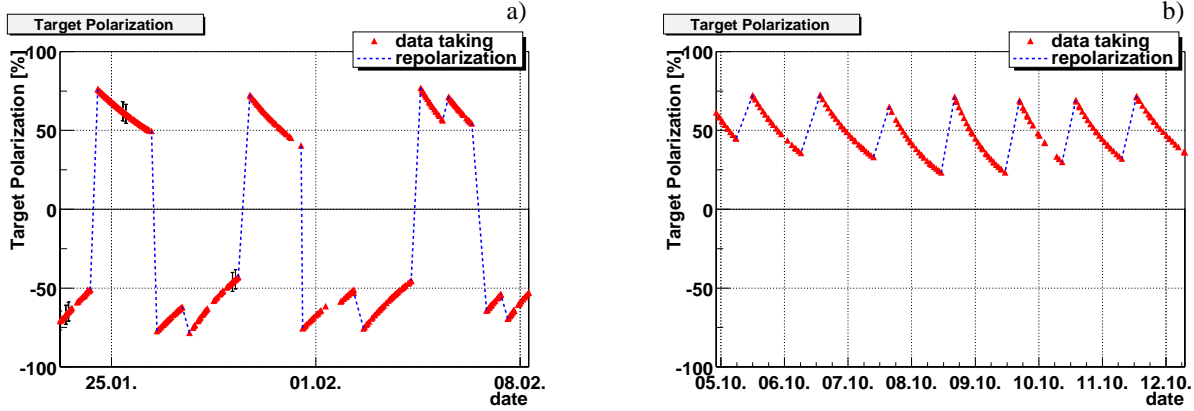 a)
Target Polarization
data taking
repolarization
Target Polarization [%]
100
50
0
-50
-100
25.01.
01.02.
08.02.
date
b)
Target Polarization
data taking
repolarization
Target Polarization [%]
100
50
0
-50
-100
05.10. 06.10. 07.10. 08.10. 09.10. 10.10. 11.10. 12.10.
date